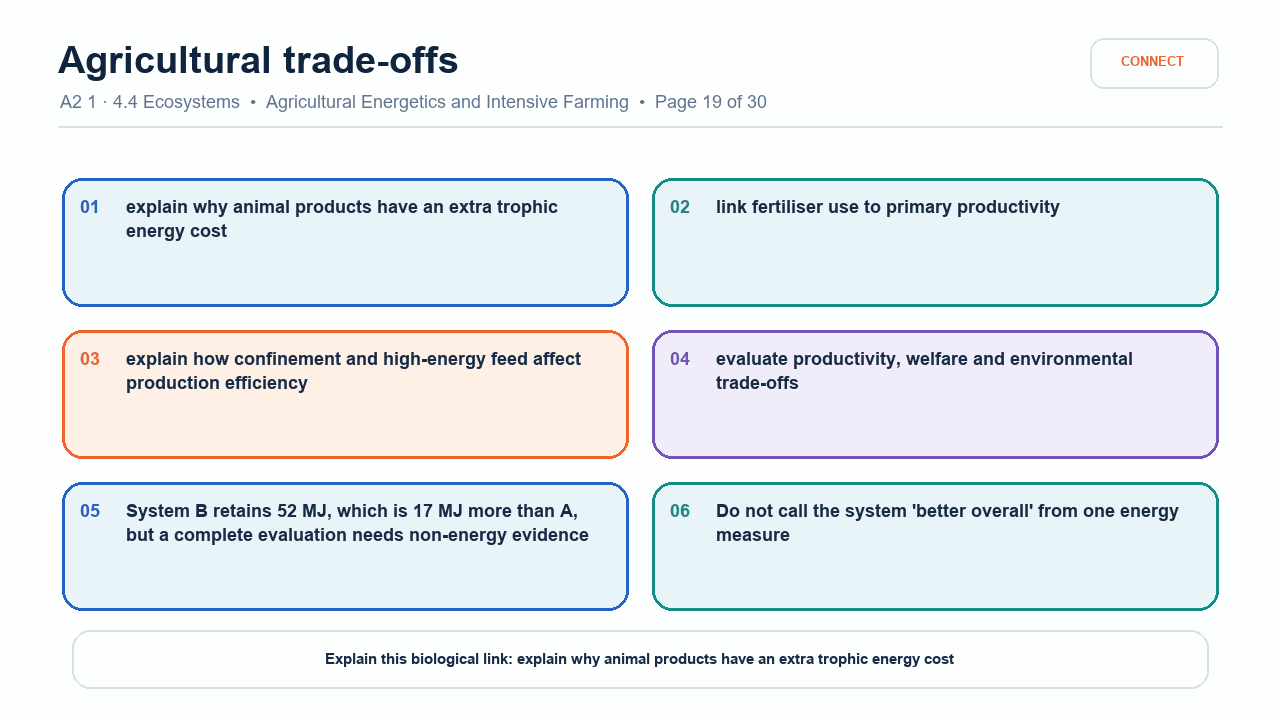 Agricultural trade-offs
CONNECT
A2 1 · 4.4 Ecosystems • Agricultural Energetics and Intensive Farming • Page 19 of 30
01 explain why animal products have an extra trophic
energy cost
02 link fertiliser use to primary productivity
03 explain how confinement and high-energy feed affect
production efficiency
04 evaluate productivity, welfare and environmental
trade-offs
05 System B retains 52 MJ, which is 17 MJ more than A,
but a complete evaluation needs non-energy evidence
06 Do not call the system 'better overall' from one energy
measure
Explain this biological link: explain why animal products have an extra trophic energy cost